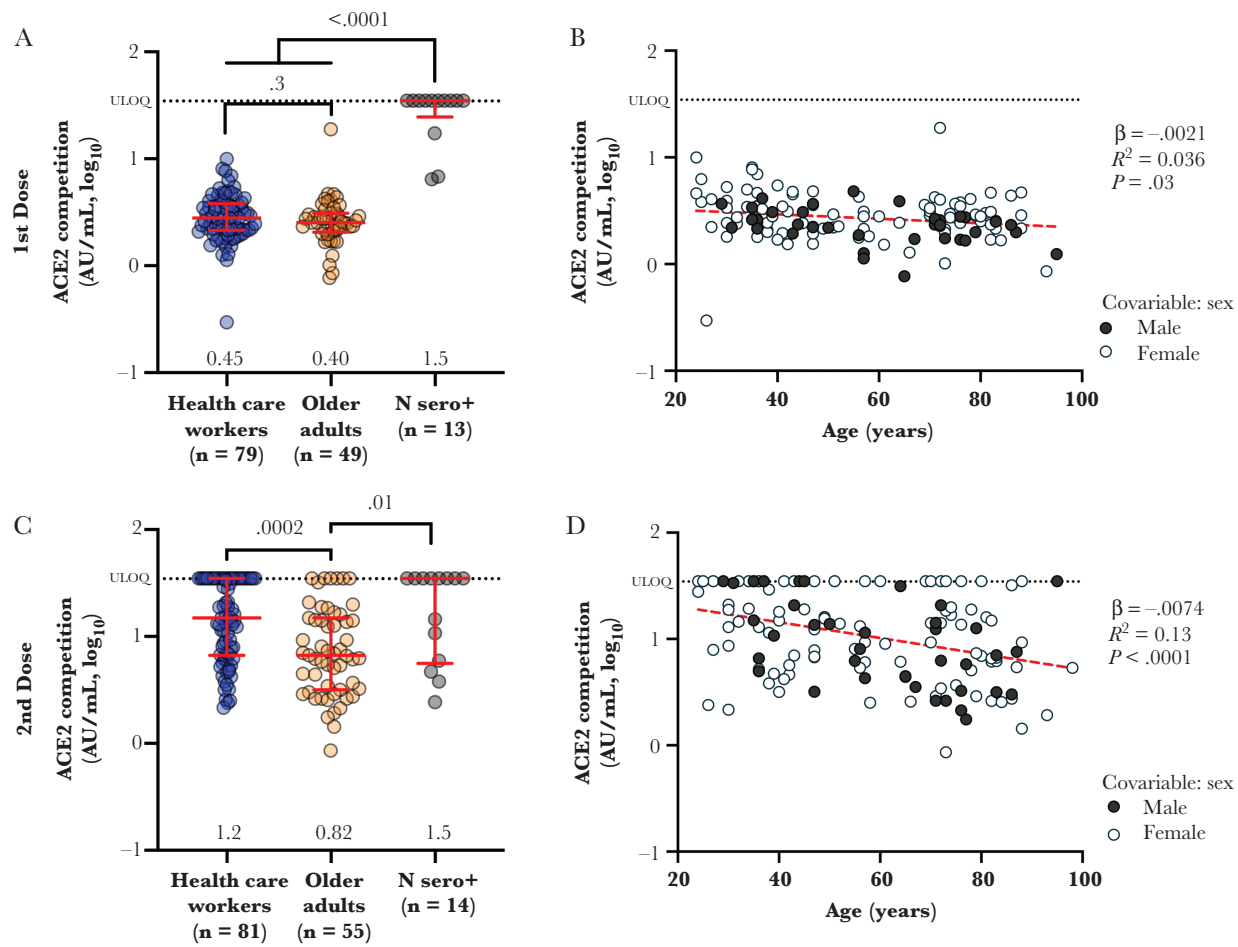 A
<.0001
2
ULOQ
.3
1
0
−1
1st Dose
ACE2 competition
(AU/mL, log10)
0.45
0.40
1.5
Health care
workers
(n = 79)
Older
adults
(n = 49)
N sero+
(n = 13)
B
2
ULOQ
1
0
−1
ACE2 competition
(AU/mL, log10)
20
40
60
80
100
Age (years)
β = –.0021
R2 = 0.036
P = .03
Covariable: sex
Male
Female
C
.0002
.01
2
ULOQ
1
0
−1
2nd Dose
ACE2 competition
(AU/mL, log10)
1.2
0.82
1.5
Health care
workers
(n = 81)
Older
adults
(n = 55)
N sero+
(n = 14)
D
2
ULOQ
1
0
−1
ACE2 competition
(AU/mL, log10)
20
40
60
80
100
Age (years)
β = –.0074
R2 = 0.13
P < .0001
Covariable: sex
Male
Female